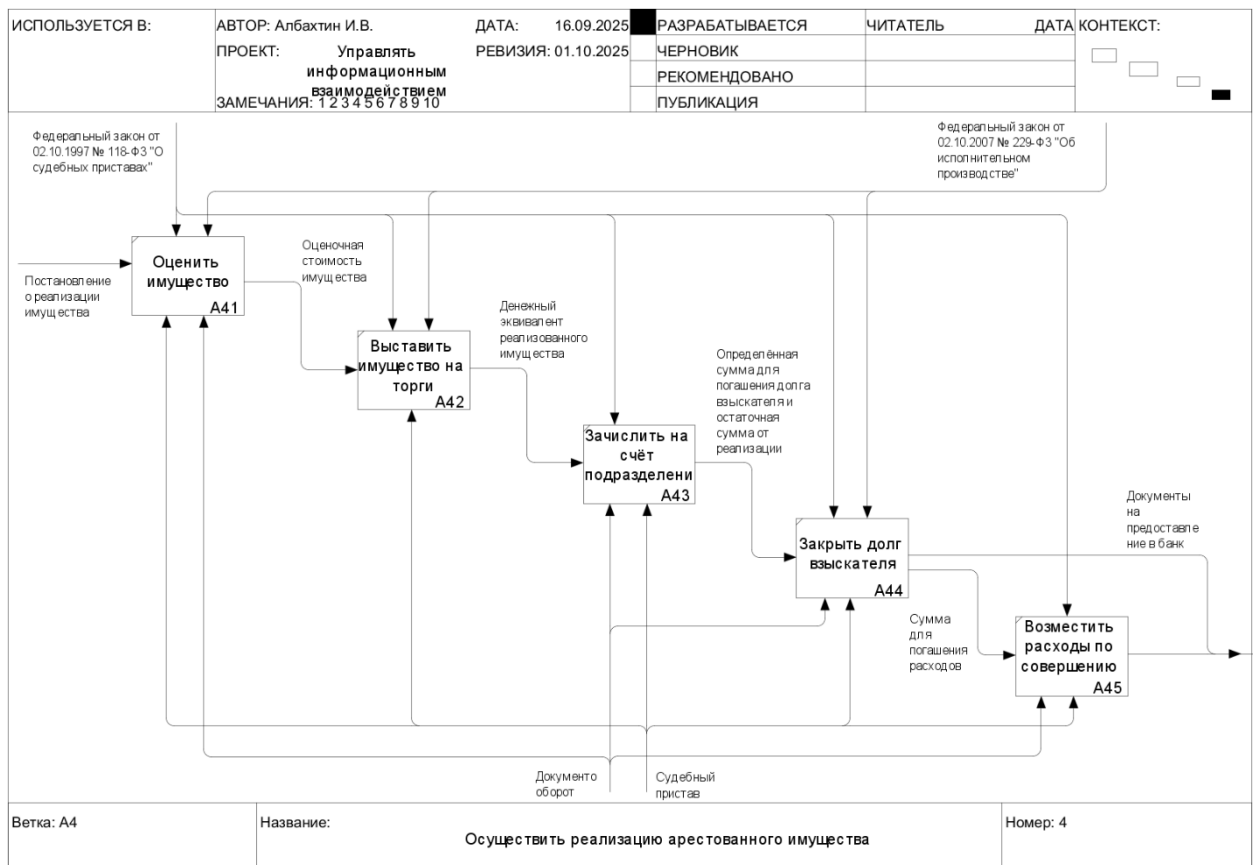 ИСПОЛЬЗУЕТСЯ В:
АВТОР: Албахтин И.В.
ДАТА: 16.09.2025
РАЗРАБАТЫВАЕТСЯ
ЧИТАТЕЛЬ
ДАТА
КОНТЕКСТ:
ПРОЕКТ: Управлять
информационным
взаимодействием
РЕВИЗИЯ: 01.10.2025
ЧЕРНОВИК
РЕКОМЕНДОВАНО
ЗАМЕЧАНИЯ: 1 2 3 4 5 6 7 8 9 10
ПУБЛИКАЦИЯ
Федеральный закон от
02.10.1997 № 118-ФЗ "О
судебных приставах"
Федеральный закон от
02.10.2007 № 229-ФЗ "Об
исполнительном
производстве"
Постановление
о реализации
имущества
Оценить
имущество
А41
Оценочная
стоимость
имущества
Выставить
имущество на
торги
А42
Денежный
эквивалент
реализованного
имущества
Зачислить на
счёт
подразделени
А43
Определённая
сумма для
погашения долга
взыскателя и
остаточная
сумма от
реализации
Закрыть долг
взыскателя
А44
Документы
на
предоставле
ние в банк
Сумма
для
погашения
расходов
Возместить
расходы по
совершению
А45
Документо
оборот
Судебный
пристав
Ветка: А4
Название:
Осуществить реализацию арестованного имущества
Номер: 4